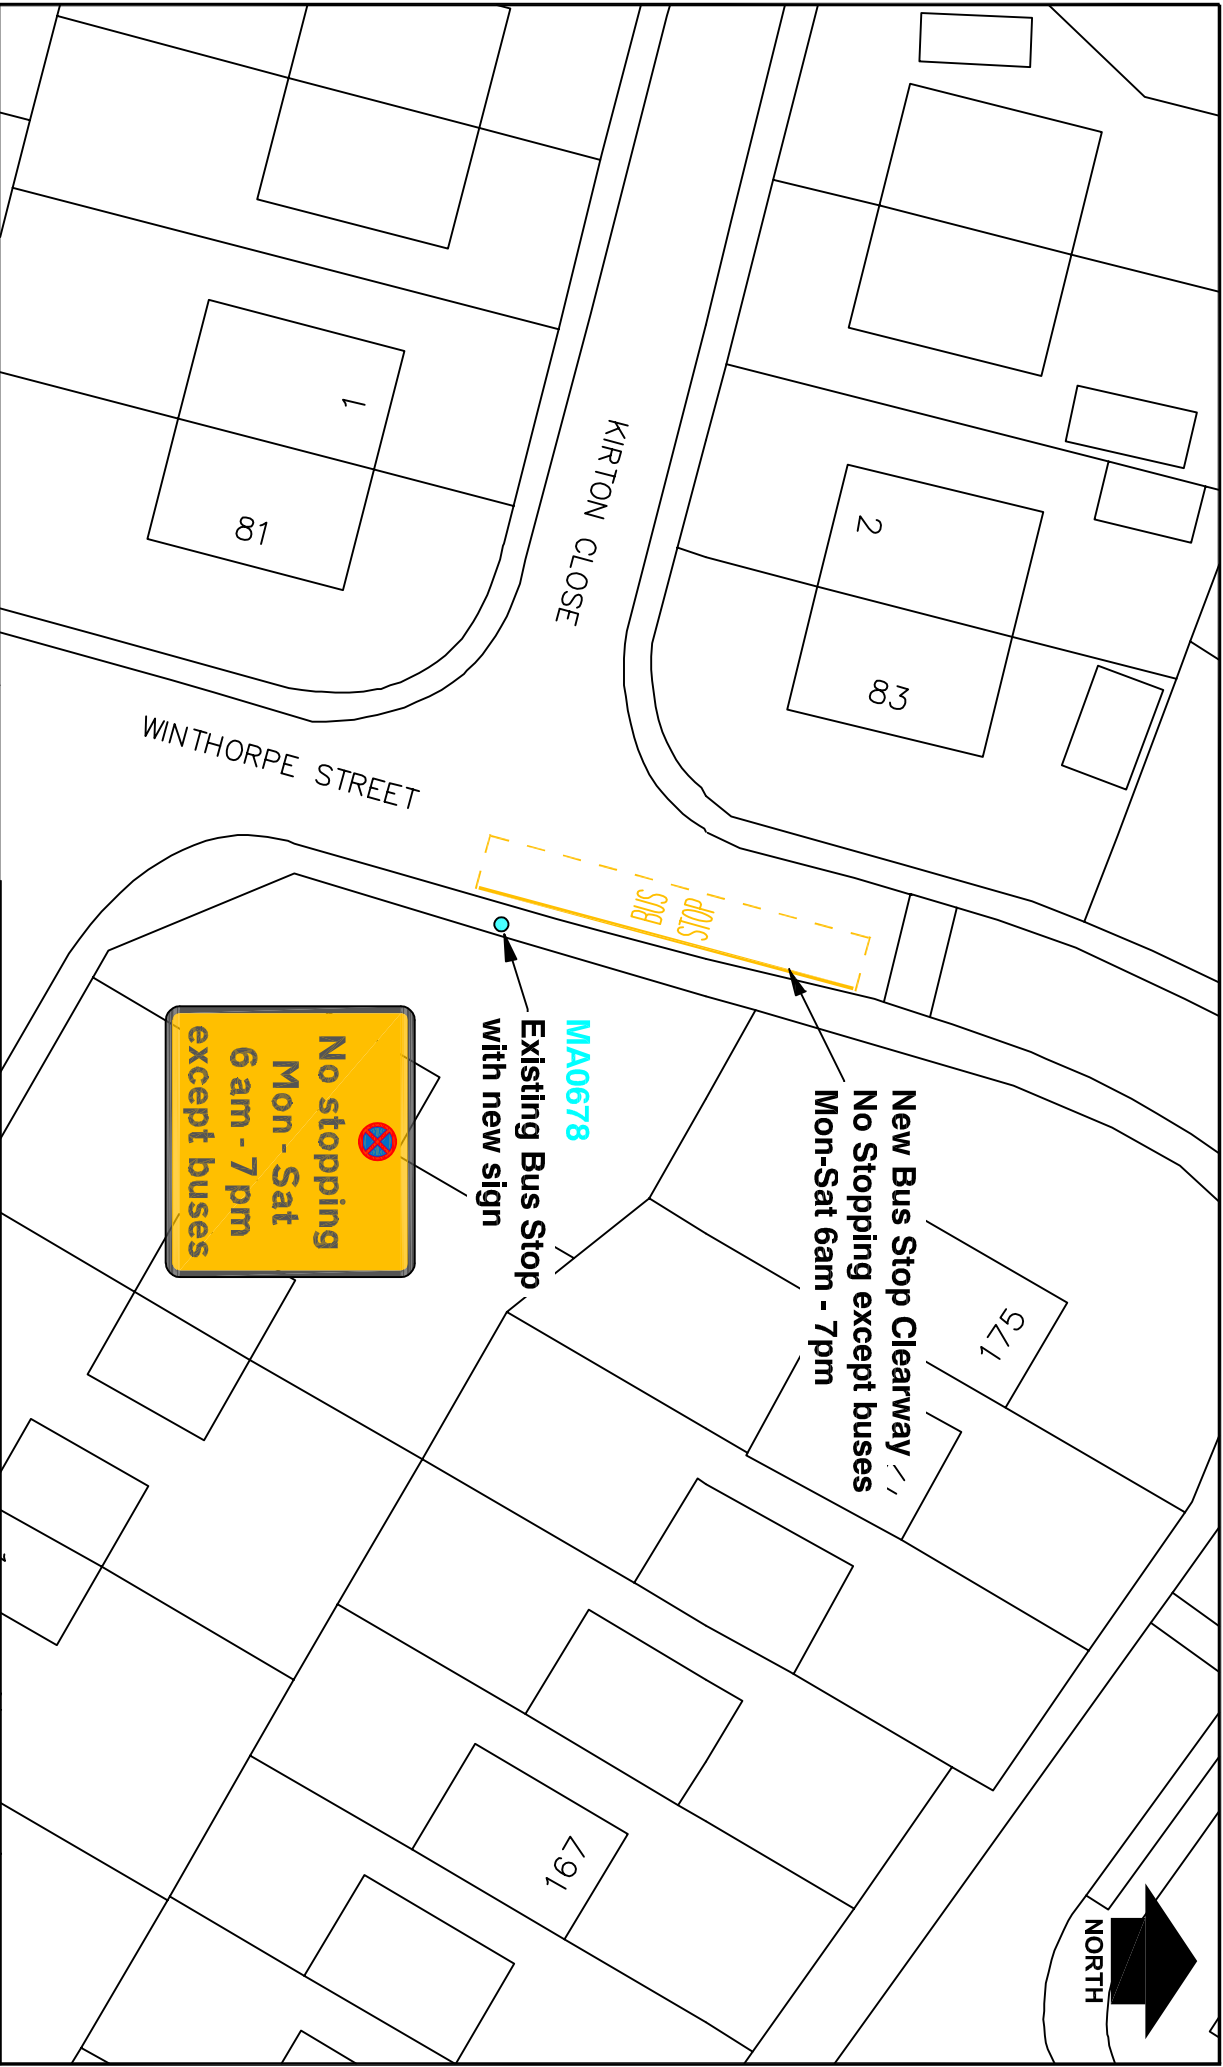 KIRTON CLOSE
WINTHORPE STREET
1
81
2
83
BUS
STOP
MA0678
Existing Bus Stop
with new sign
New Bus Stop Clearway
No Stopping except buses
Mon-Sat 6am - 7pm
No stopping
Mon - Sat
6 am - 7 pm
except buses
175
167
NORTH